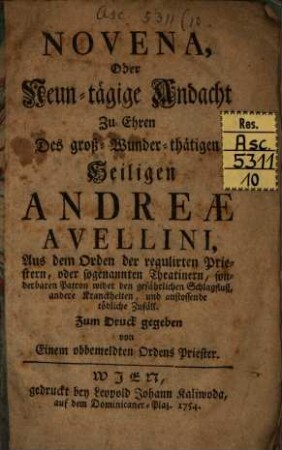 Asc. 5311 (10.
NOVENA,
Oder
Neun-tägige Andacht
Zu Ehren
Des groß-Wunder-thätigen
Heiligen
ANDREÆ
AVELLINI,
Aus dem Orden der regulirten Prie-
stern, oder sogenannten Theatinern, son-
derbaren Patron wider den gefährlichen Schlagfluß,
andere Kranckheiten, und anstossende
tödliche Zufäll.
Zum Druck gegeben
von
Einem obbemeldten Ordens Priester.
WIEN,
gedruckt bey Leopold Johann Kaliwoda,
auf dem Dominicaner-Plaz. 1754.
Res.
Asc.
5311
10